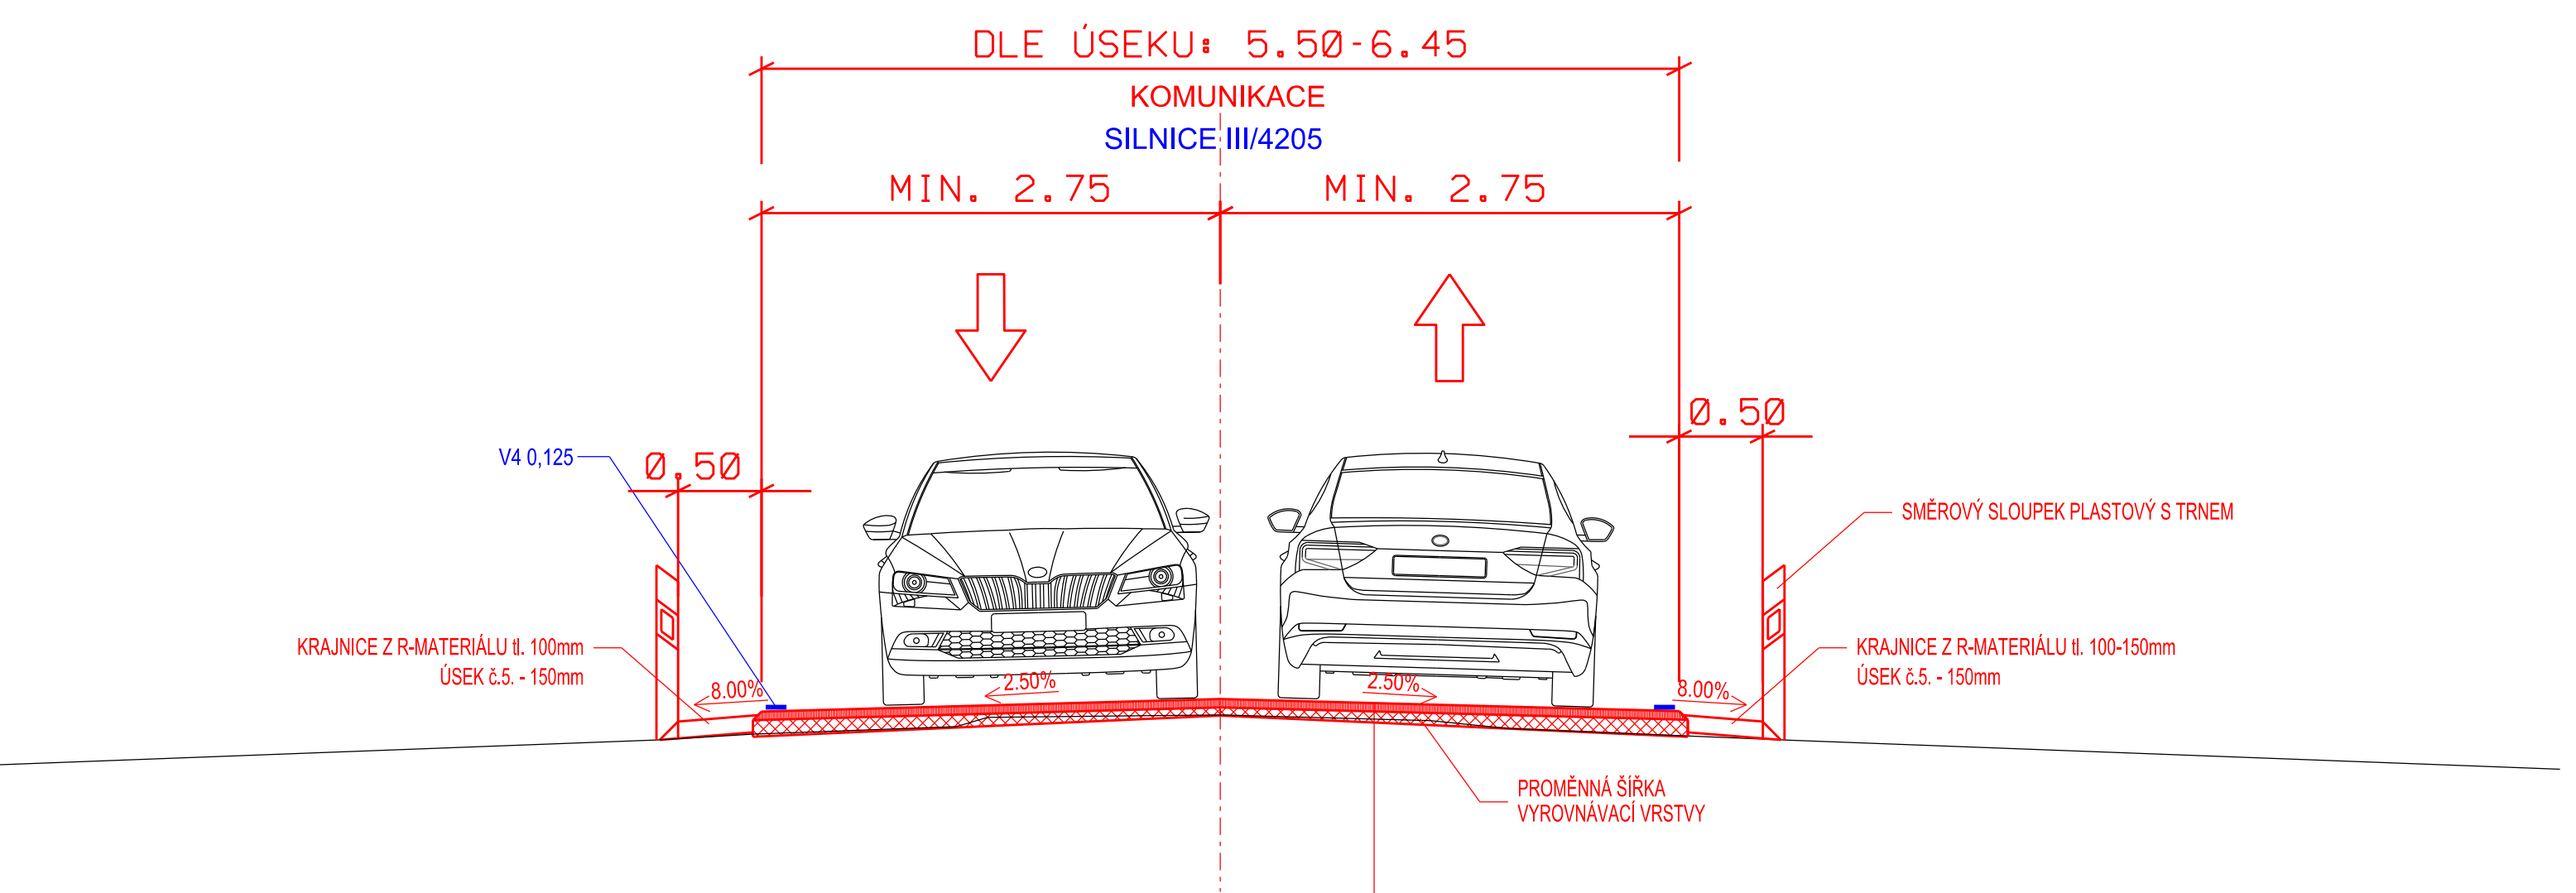 DLE ÚSEKU: 5.50-6.45
KOMUNIKACE
SILNICE III/4205
MIN. 2.75
MIN. 2.75
0.50
V4 0,125
0.50
SMĚROVÝ SLOUPEK PLASTOVÝ S TRNEM
KRAJNICE Z R-MATERIÁLU tl. 100mm
ÚSEK č.5. - 150mm
KRAJNICE Z R-MATERIÁLU tl. 100-150mm
ÚSEK č.5. - 150mm
8.00%
2.50%
2.50%
8.00%
PROMĚNNÁ ŠÍŘKA
VYROVNÁVACÍ VRSTVY